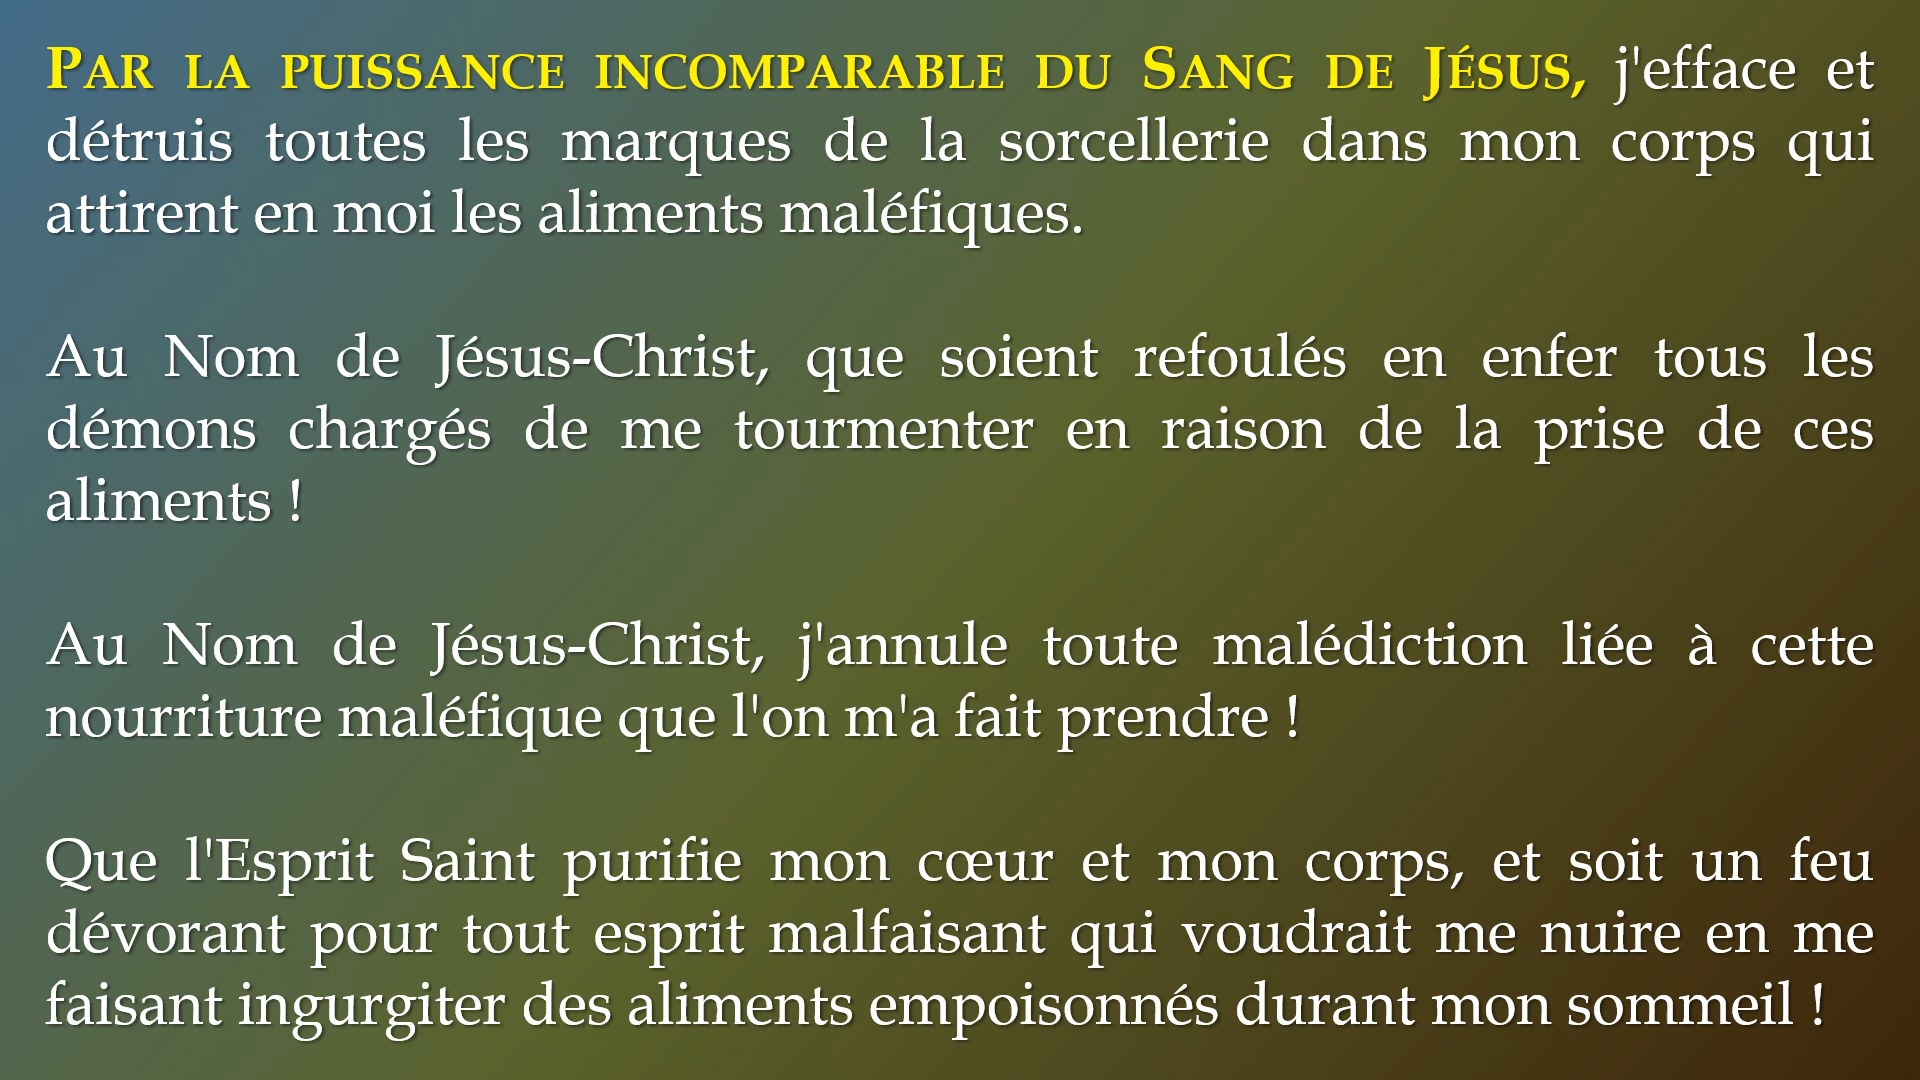 PAR LA PUISSANCE INCOMPARABLE DU SANG DE JÉSUS, j'efface et
détruis toutes les marques de la sorcellerie dans mon corps qui
attirent en moi les aliments maléfiques.
Au Nom de Jésus-Christ, que soient refoulés en enfer tous les
démons chargés de me tourmenter en raison de la prise de ces
aliments !
Au Nom de Jésus-Christ, j'annule toute malédiction liée à cette
nourriture maléfique que l'on m'a fait prendre !
Que l'Esprit Saint purifie mon cœur et mon corps, et soit un feu
dévorant pour tout esprit malfaisant qui voudrait me nuire en me
faisant ingurgiter des aliments empoisonnés durant mon sommeil !